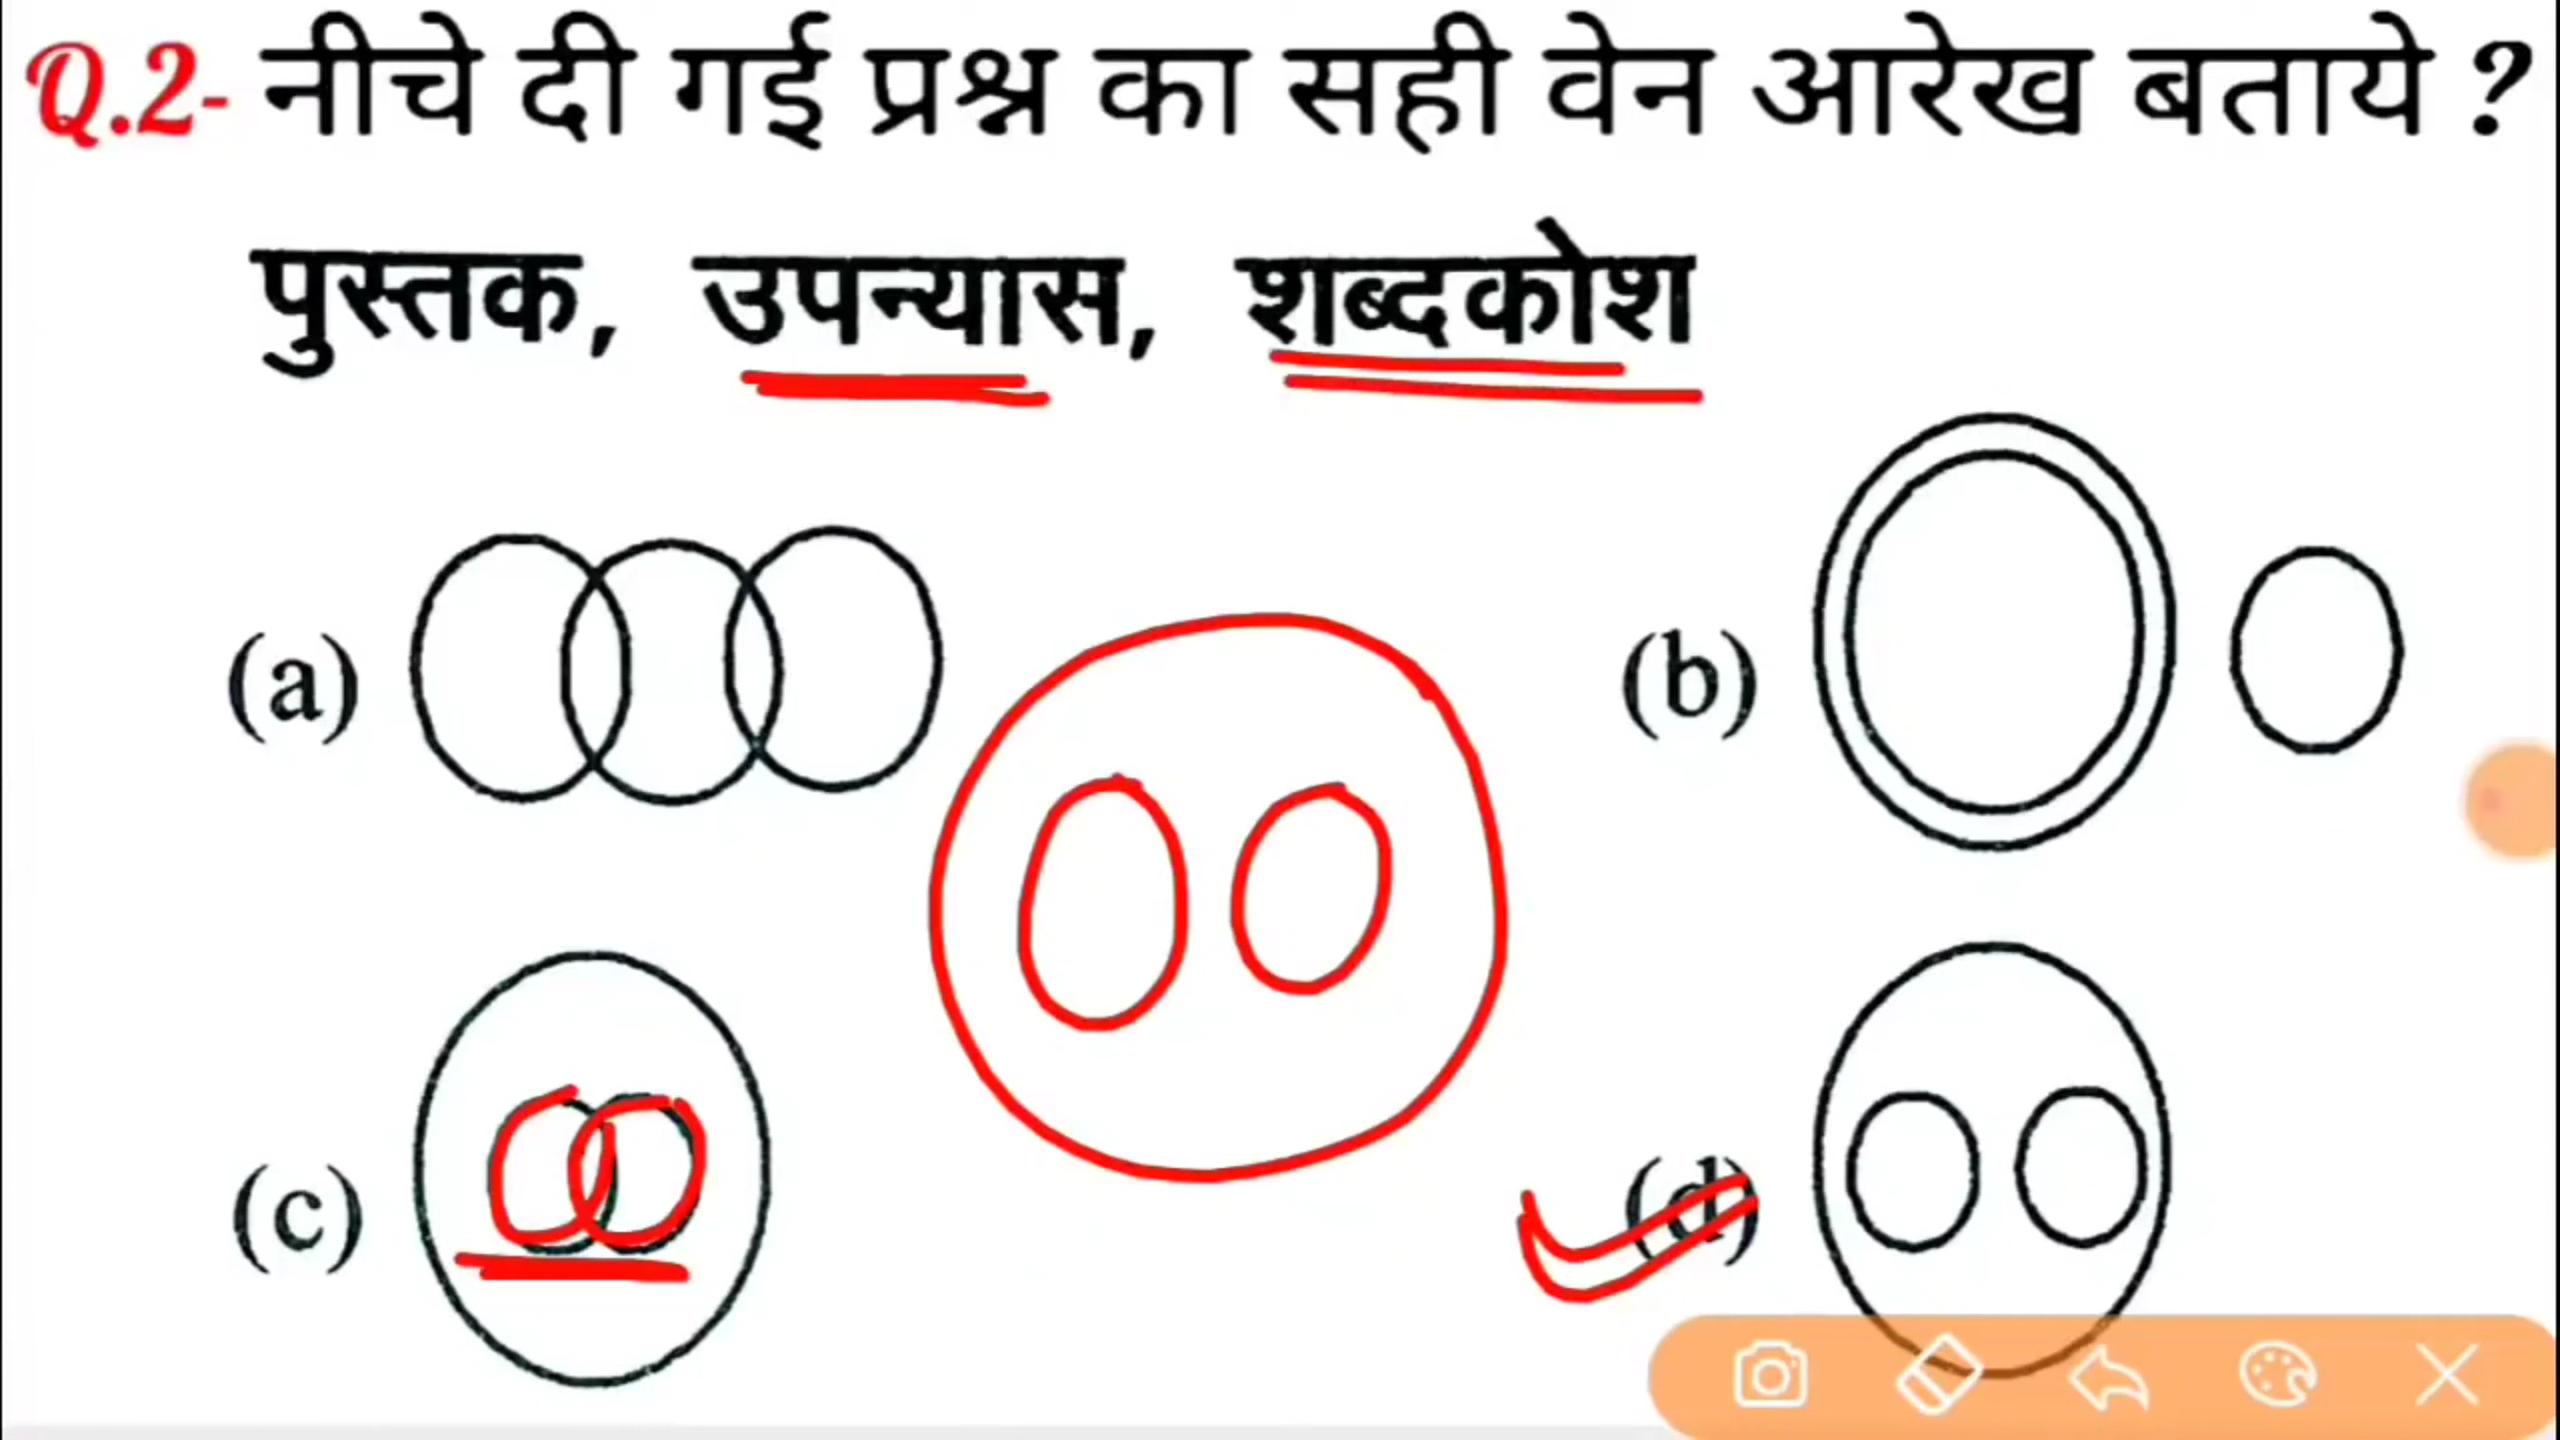 Q.2- नीचे दी गई प्रश्न का सही वेन आरेख बताये ?
पुस्तक, उपन्यास, शब्दकोश
(a)
(b)
(c)
(d)